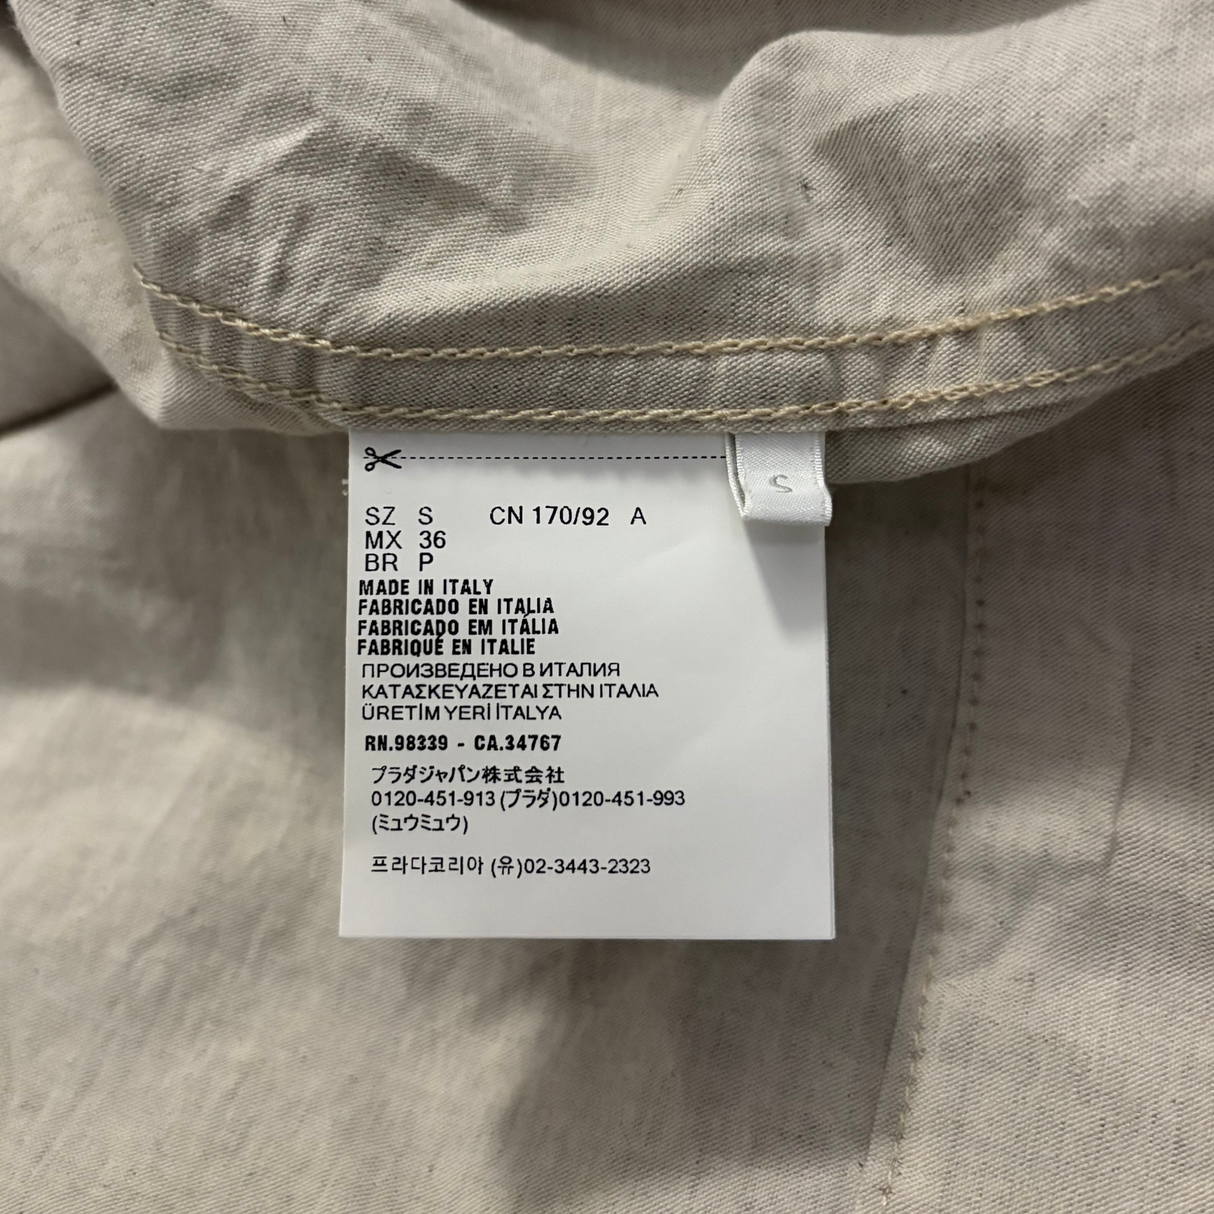 S
SZ S CN 170/92 A
MX 36
BR P
MADE IN ITALY
FABRICADO EN ITALIA
FABRICADO EM ITÁLIA
FABRIQUÉ EN ITALIE
ПРОИЗВЕДЕНО В ИТАЛИЯ
ΚΑΤΑΣΚΕΥΑΖΕΤΑΙ ΣΤΗΝ ΙΤΑΛΙΑ
ÜRETİM YERİ İTALYA
RN.98339 - CA.34767
プラダジャパン株式会社
0120-451-913 (プラダ)0120-451-993
(ミュウミュウ)
프라다코리아 (유)02-3443-2323